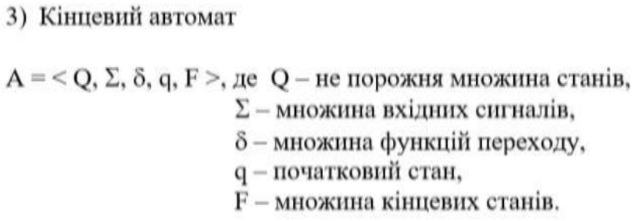 3) Кінцевий автомат
A = < Q, Σ, δ, q, F >, де Q – не порожня множина станів,
Σ – множина вхідних сигналів,
δ – множина функцій переходу,
q – початковий стан,
F – множина кінцевих станів.